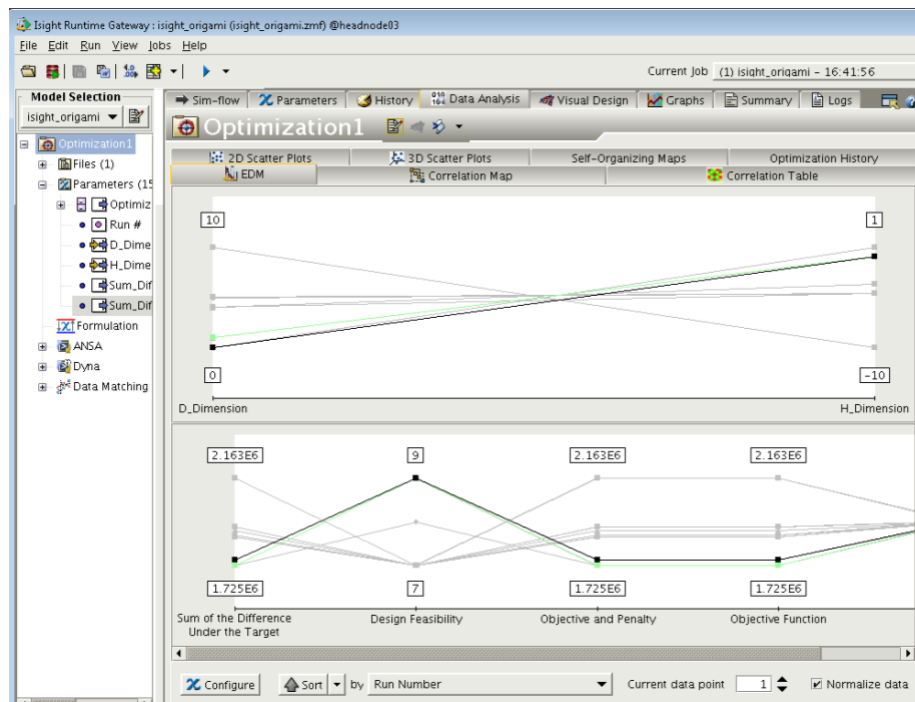 Isight Runtime Gateway : isight_origami (isight_origami.zmf) @headnode03
File Edit Run View Jobs Help
Current Job (1) isight_origami - 16:41:56
Model Selection
isight_origami
Sim-flow Parameters History Data Analysis Visual Design Graphs Summary Logs
Optimization1
Optimization1
Files (1)
Parameters (15
Optimiz
Run #
D_Dime
H_Dime
Sum_Dif
Sum_Dif
Formulation
ANSA
Dyna
Data Matching
2D Scatter Plots 3D Scatter Plots Self-Organizing Maps Optimization History
EDM Correlation Map Correlation Table
10 1
0 -10
D_Dimension H_Dimension
2.163E6 9 2.163E6 2.163E6
1.725E6 7 1.725E6 1.725E6
Sum of the Difference Design Feasibility Objective and Penalty Objective Function
Under the Target
Configure Sort by Run Number Current data point 1 Normalize data